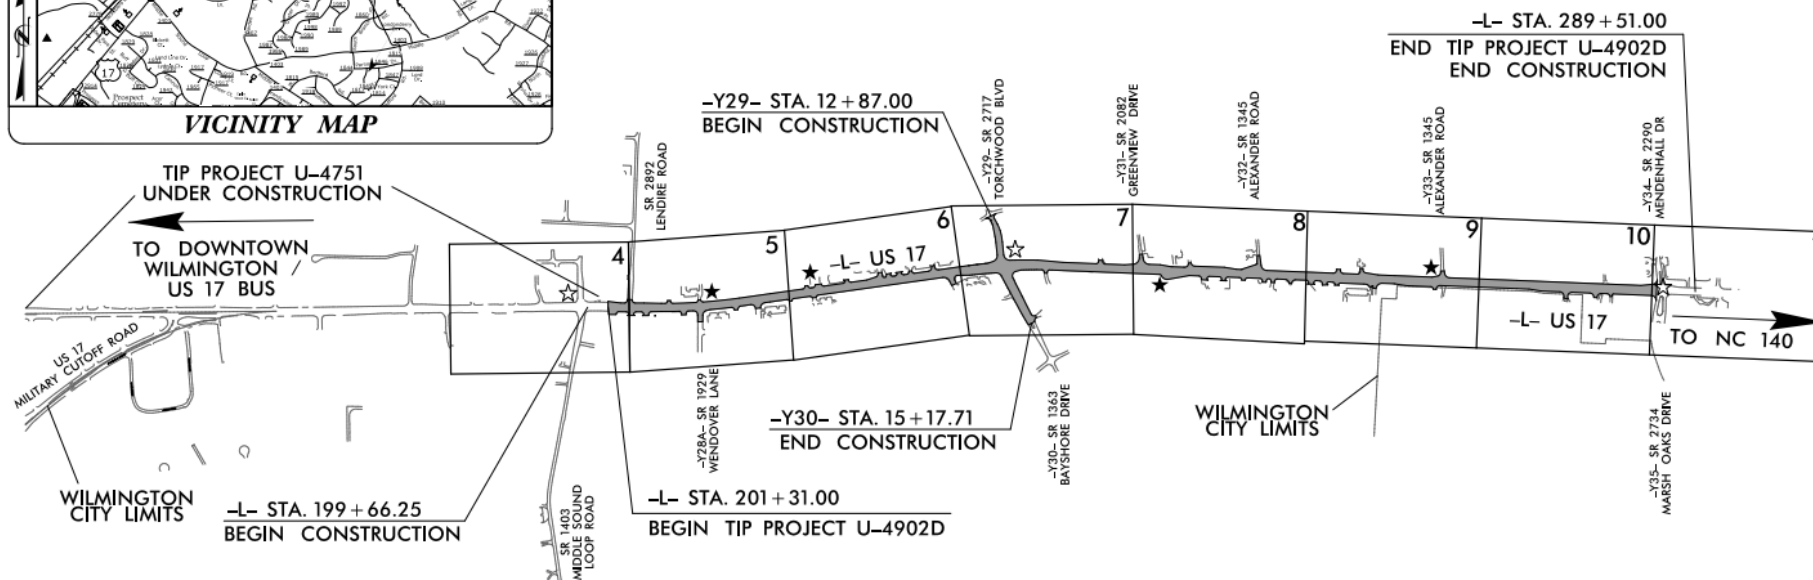 17
Prospect
VICINITY MAP
TIP PROJECT U-4751
UNDER CONSTRUCTION
TO DOWNTOWN
WILMINGTON
US 17 BUS
US 17
MILITARY CUTOFF ROAD
WILMINGTON
CITY LIMITS
-L- STA. 199+66.25
BEGIN CONSTRUCTION
SR 1403
MIDDLE SOUND
LOOP ROAD
SR 2892
LENDIRE ROAD
4
-L- STA. 201+31.00
BEGIN TIP PROJECT U-4902D
-Y28A- SR 1929
WENDOVER LANE
5
-L- US 17
6
-Y29- STA. 12+87.00
BEGIN CONSTRUCTION
-Y29- SR 2717
TORCHWOOD BLVD
-Y30- STA. 15+17.71
END CONSTRUCTION
-Y30- SR 1363
BAYSHORE DRIVE
7
-Y31- SR 2082
GREENVIEW DRIVE
-Y32- SR 1345
ALEXANDER ROAD
8
WILMINGTON
CITY LIMITS
-Y33- SR 1345
ALEXANDER ROAD
9
-L- US 17
10
-L- STA. 289+51.00
END TIP PROJECT U-4902D
END CONSTRUCTION
-Y34- SR 2290
MENDENHALL DR
TO NC 140
-Y35- SR 2734
MARSH OAKS DRIVE